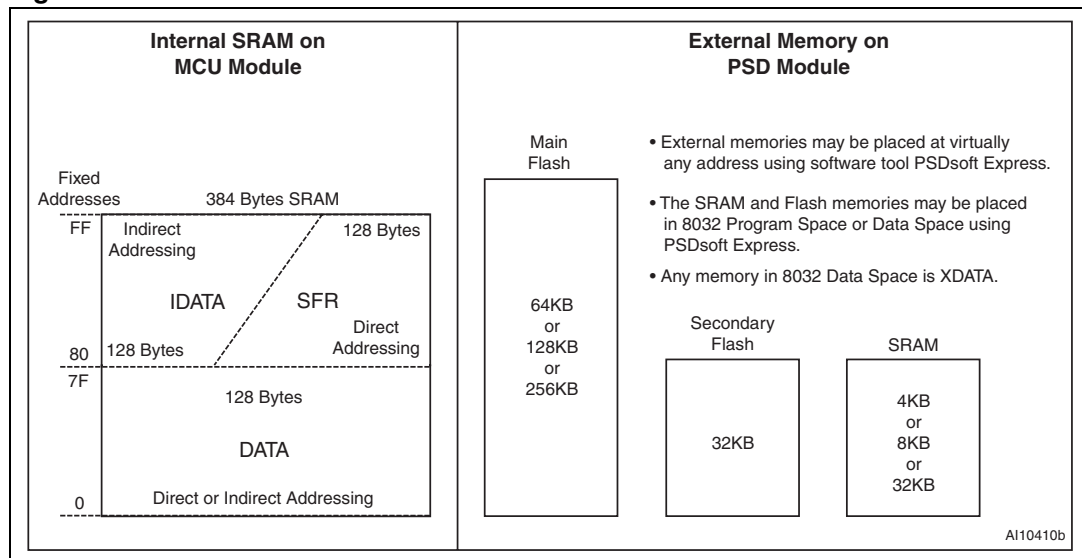 Internal SRAM on
MCU Module
Fixed
Addresses
384 Bytes SRAM
FF
Indirect
Addressing
128 Bytes
IDATA
SFR
Direct
Addressing
128 Bytes
80
7F
128 Bytes
DATA
0
Direct or Indirect Addressing
External Memory on
PSD Module
Main
Flash
64KB
or
128KB
or
256KB
• External memories may be placed at virtually
any address using software tool PSDsoft Express.
• The SRAM and Flash memories may be placed
in 8032 Program Space or Data Space using
PSDsoft Express.
• Any memory in 8032 Data Space is XDATA.
Secondary
Flash
32KB
SRAM
4KB
or
8KB
or
32KB
AI10410b